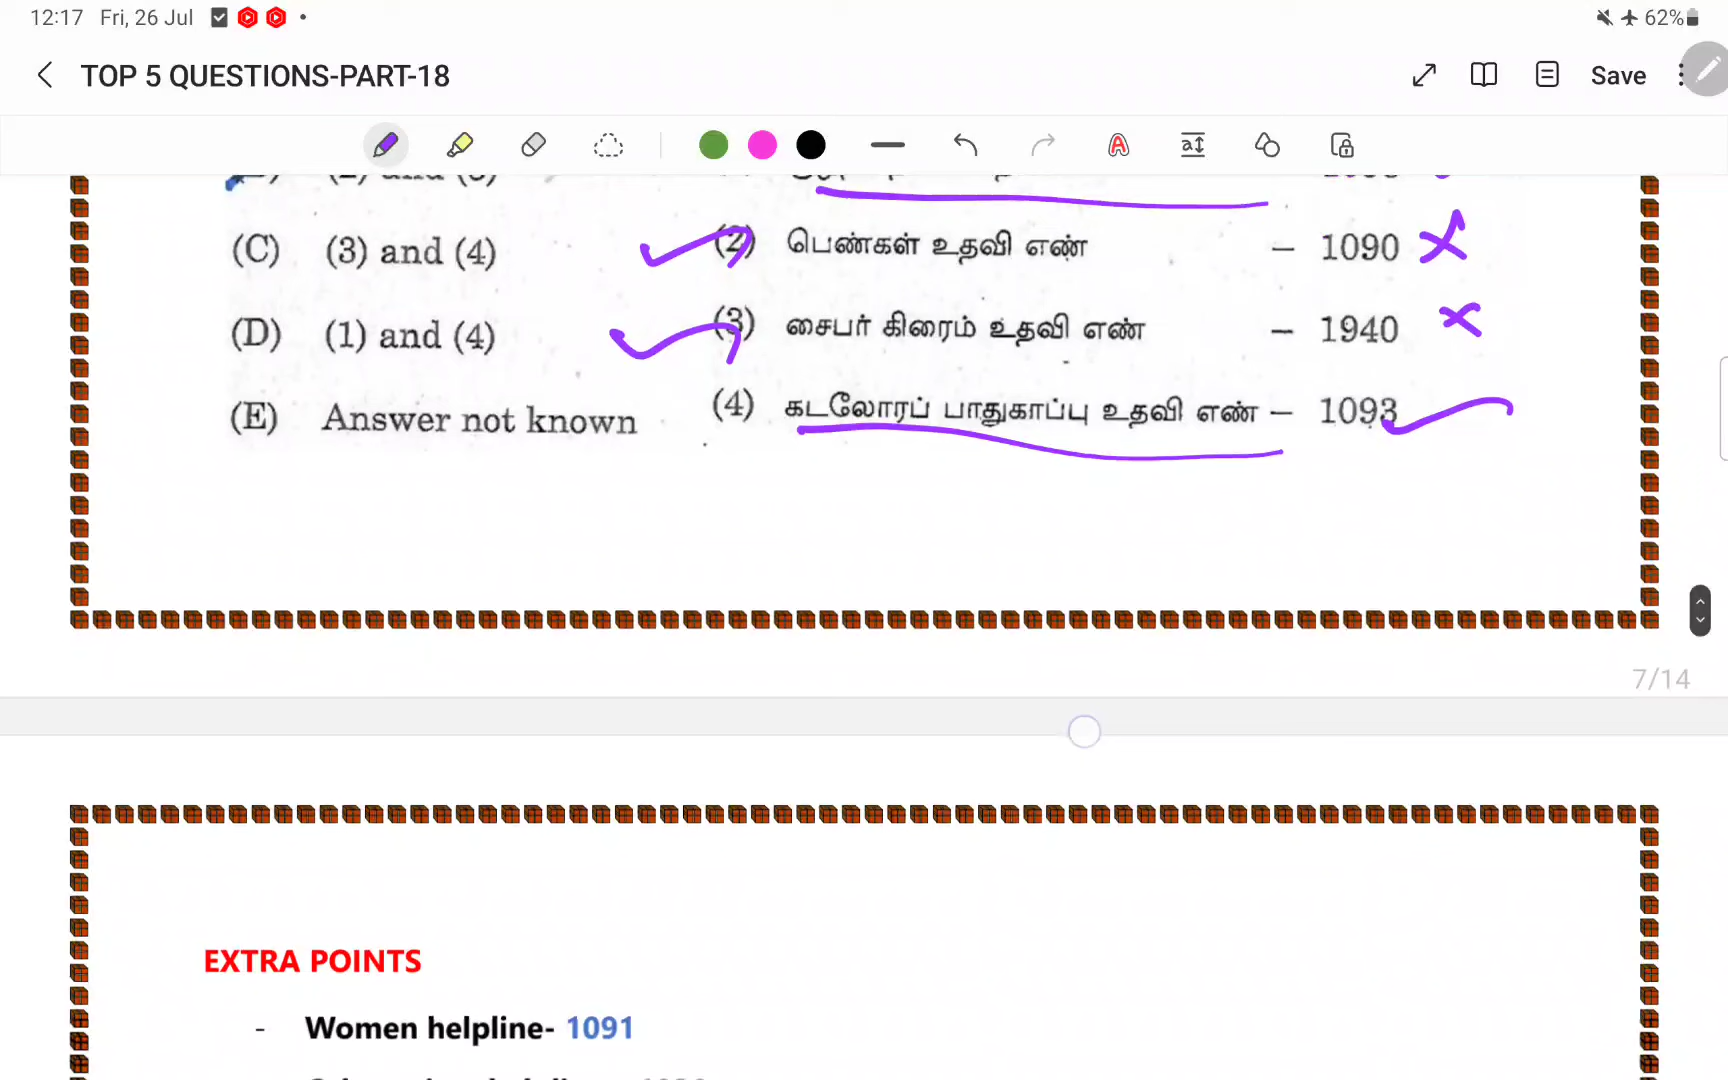 12:17 Fri, 26 Jul
62%
TOP 5 QUESTIONS-PART-18
Save
(C) (3) and (4)
(D) (1) and (4)
(E) Answer not known
(2) பெண்கள் உதவி எண் – 1090
(3) சைபர் கிரைம் உதவி எண் – 1940
(4) கடலோரப் பாதுகாப்பு உதவி எண் – 1093
7/14
EXTRA POINTS
- Women helpline- 1091